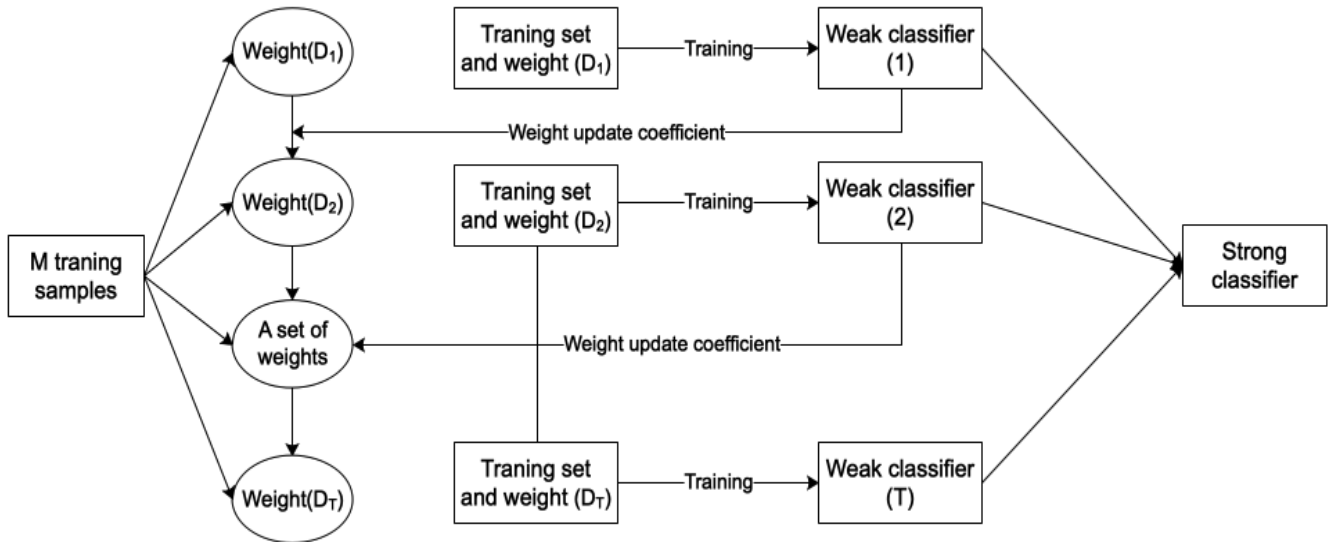 Weight(D₁)
Traning set
and weight (D₁)
Training
Weak classifier
(1)
Weight update coefficient
Weight(D₂)
Traning set
and weight (D₂)
Training
Weak classifier
(2)
M traning
samples
Strong
classifier
A set of
weights
Weight update coefficient
Weight(D_T)
Traning set
and weight (D_T)
Training
Weak classifier
(T)